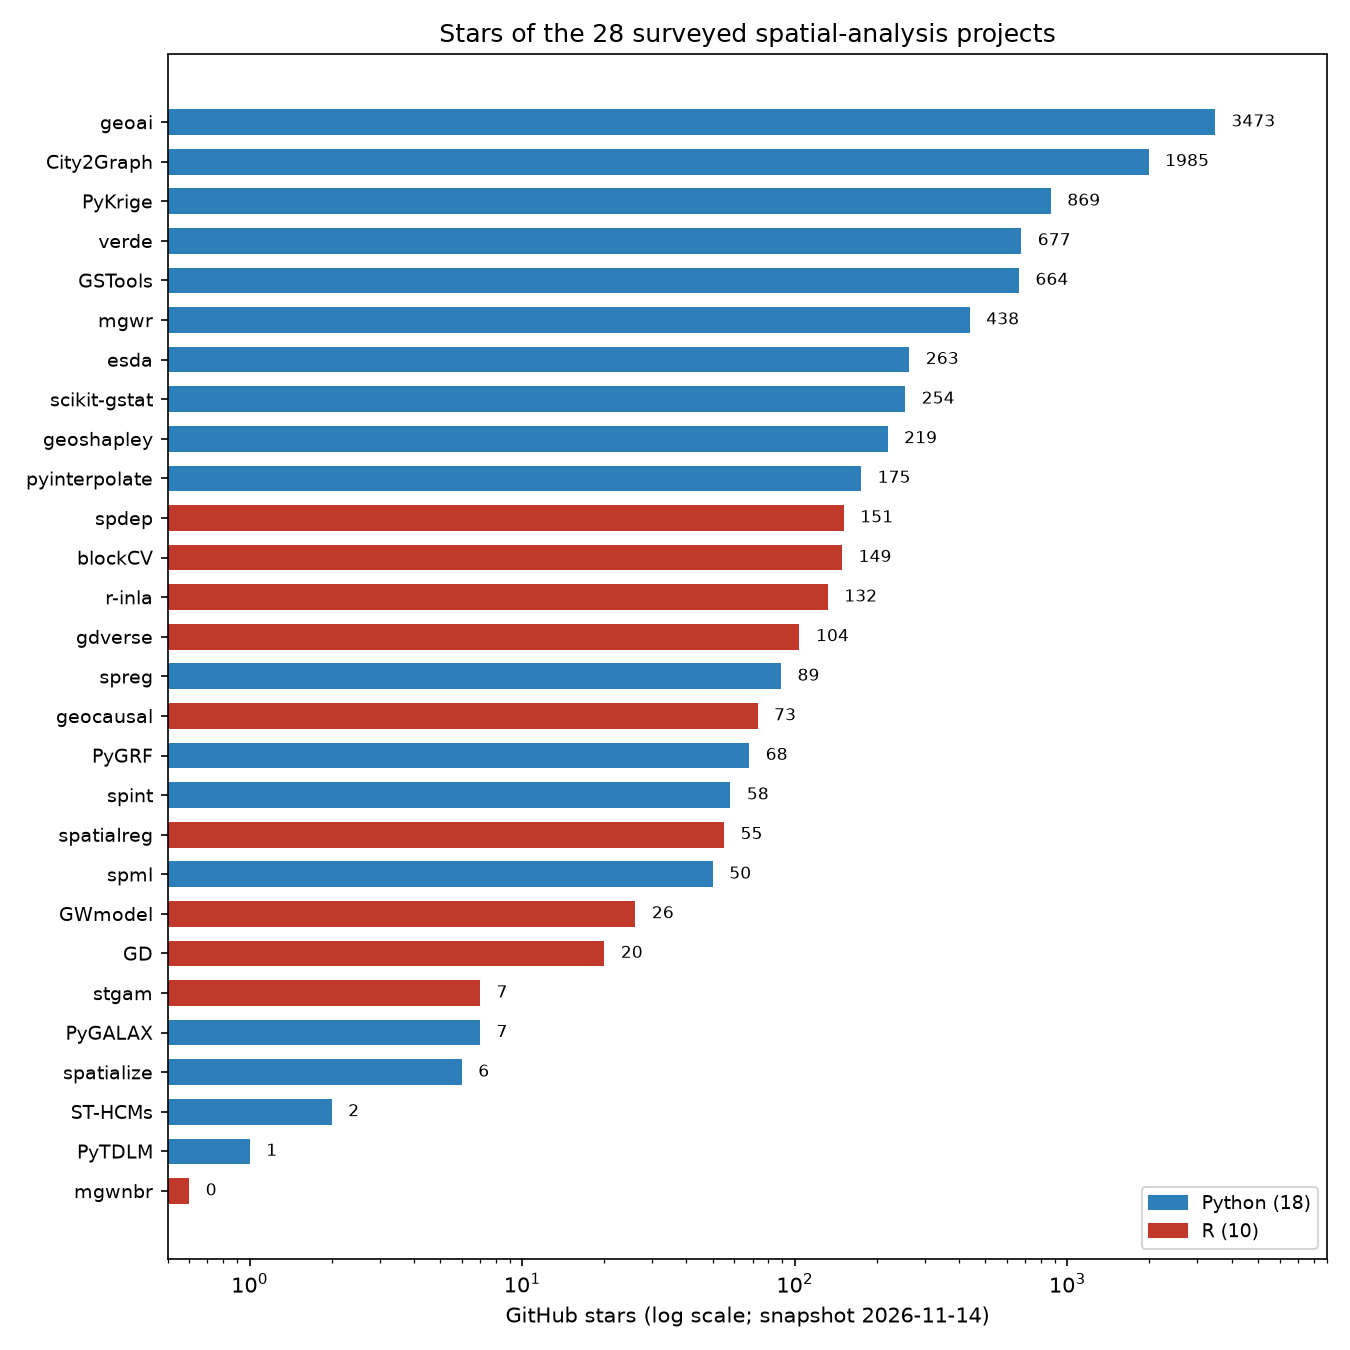 Stars of the 28 surveyed spatial-analysis projects
geoai 3473
City2Graph 1985
PyKrige 869
verde 677
GSTools 664
mgwr 438
esda 263
scikit-gstat 254
geoshapley 219
pyinterpolate 175
spdep 151
blockCV 149
r-inla 132
gdverse 104
spreg 89
geocausal 73
PyGRF 68
spint 58
spatialreg 55
spml 50
GWmodel 26
GD 20
stgam 7
PyGALAX 7
spatialize 6
ST-HCMs 2
PyTDLM 1
mgwnbr 0
Python (18)
R (10)
10⁰ 10¹ 10² 10³
GitHub stars (log scale; snapshot 2026-11-14)